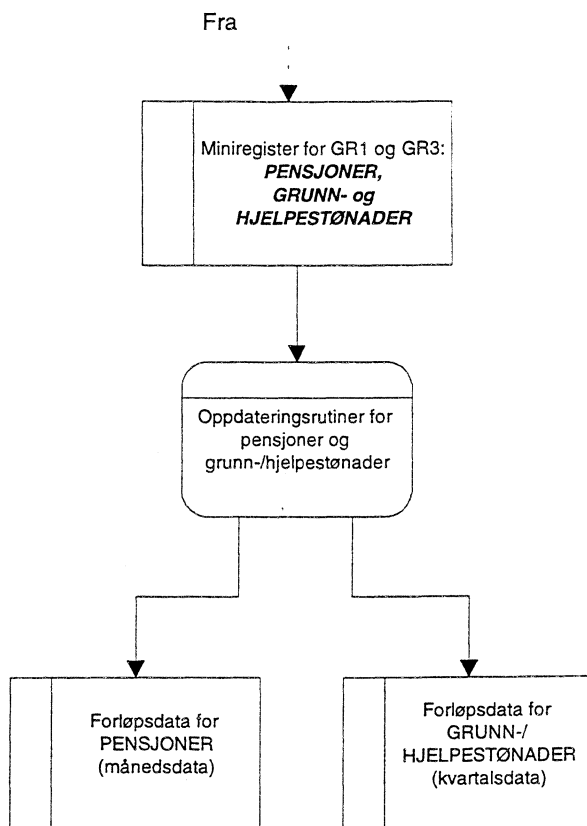 Fra
Miniregister for GR1 og GR3:
PENSJONER,
GRUNN- og
HJELPESTØNADER
Oppdateringsrutiner for
pensjoner og
grunn-/hjelpestønader
Forløpsdata for
PENSJONER
(månedsdata)
Forløpsdata for
GRUNN-/
HJELPESTØNADER
(kvartalsdata)